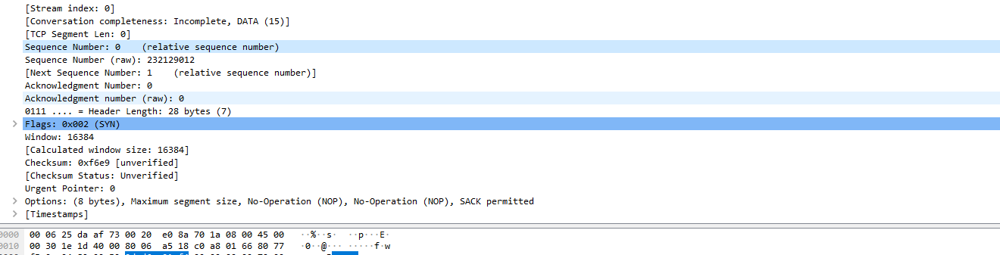 [Stream index: 0]
[Conversation completeness: Incomplete, DATA (15)]
[TCP Segment Len: 0]
Sequence Number: 0    (relative sequence number)
Sequence Number (raw): 232129012
[Next Sequence Number: 1    (relative sequence number)]
Acknowledgment Number: 0
Acknowledgment number (raw): 0
0111 .... = Header Length: 28 bytes (7)
Flags: 0x002 (SYN)
Window: 16384
[Calculated window size: 16384]
Checksum: 0xf6e9 [unverified]
[Checksum Status: Unverified]
Urgent Pointer: 0
Options: (8 bytes), Maximum segment size, No-Operation (NOP), No-Operation (NOP), SACK permitted
[Timestamps]
0000 00 06 25 da af 73 00 20 e0 8a 70 1a 08 00 45 00 ··%··s·  ··p···E·
0010 00 30 1e 1d 40 00 80 06 a5 18 c0 a8 01 66 80 77 ·0··@··· ·····f·w